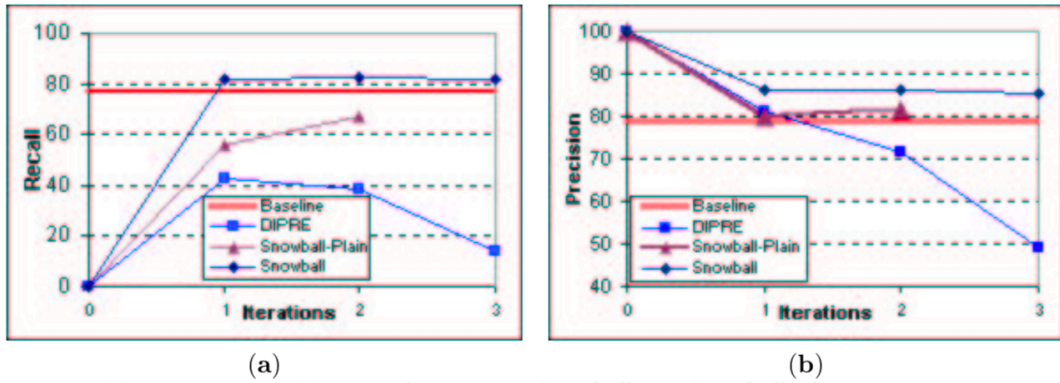 100
80
60
40
20
0
Recall
Baseline
DIPRE
Snowball-Plain
Snowball
0 1 2 3
Iterations
100
90
80
70
60
50
40
Precision
Baseline
DIPRE
Snowball-Plain
Snowball
0 1 2 3
Iterations
(a) (b)